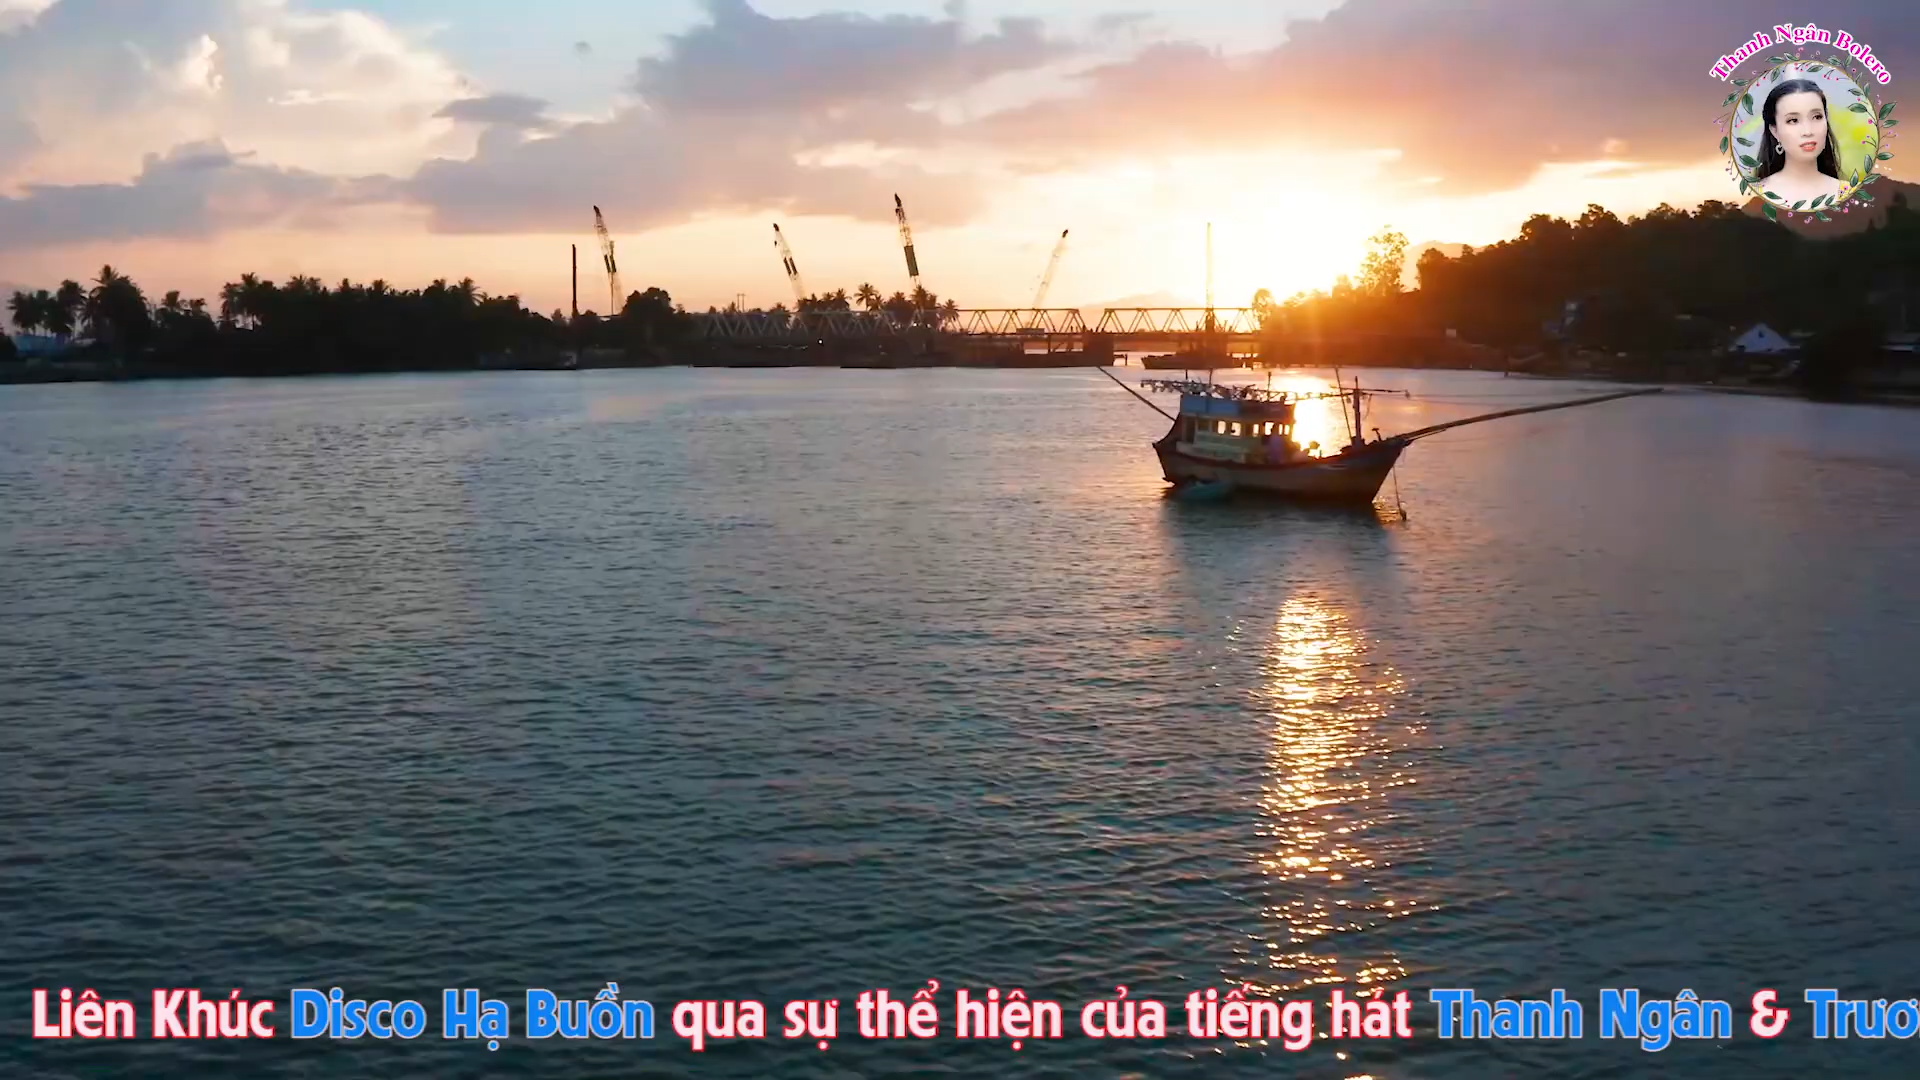 Thanh Ngân Bolero
Liên Khúc Disco Hạ Buồn qua sự thể hiện của tiếng hát Thanh Ngân &